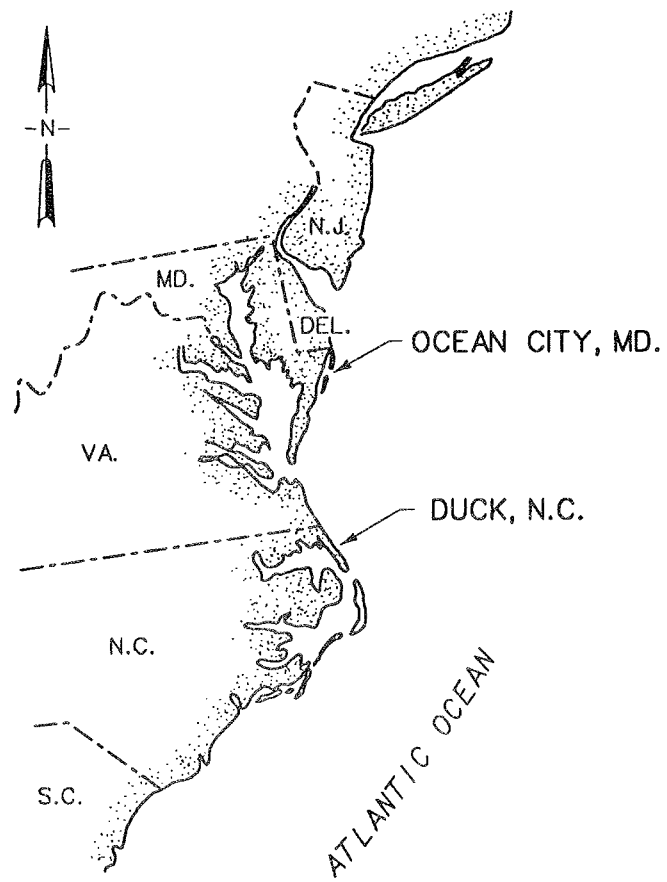 -N-
N.J.
MD.
DEL.
OCEAN CITY, MD.
VA.
DUCK, N.C.
N.C.
ATLANTIC OCEAN
S.C.